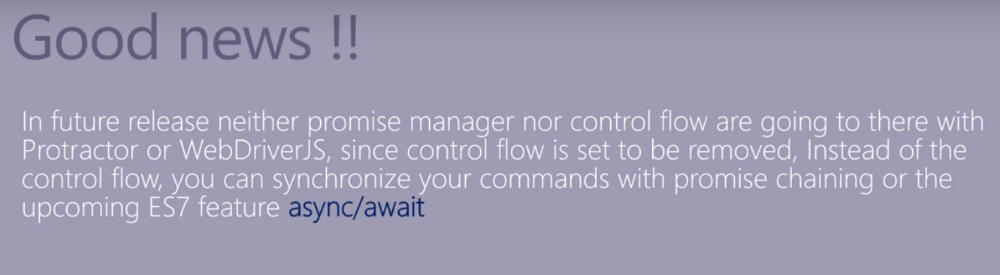 Good news !!
In future release neither promise manager nor control flow are going to there with
Protractor or WebDriverJS, since control flow is set to be removed, Instead of the
control flow, you can synchronize your commands with promise chaining or the
upcoming ES7 feature async/await